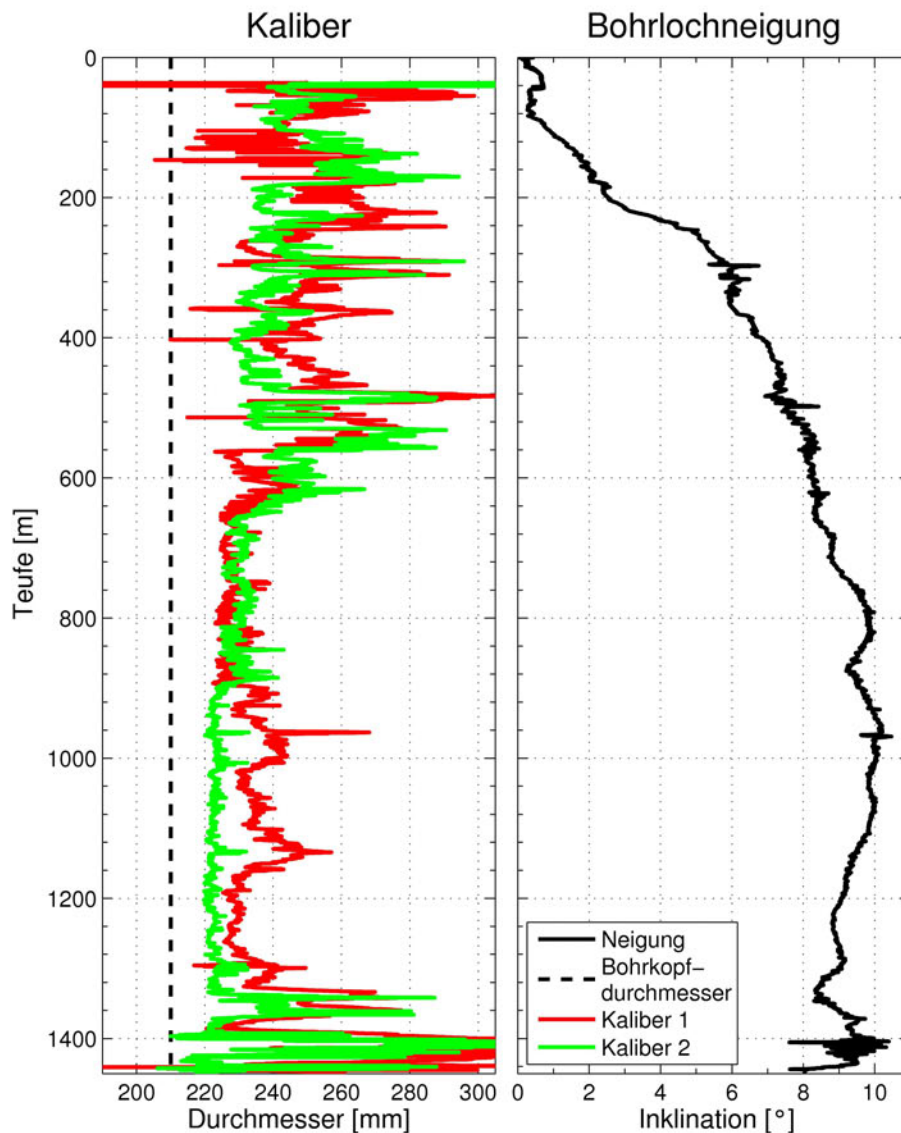 Kaliber
Bohrlochneigung
0
200
400
600
800
1000
1200
1400
Teufe [m]
200
220
240
260
280
300
Durchmesser [mm]
0
2
4
6
8
10
Inklination [°]
Neigung
Bohrkopf–
durchmesser
Kaliber 1
Kaliber 2